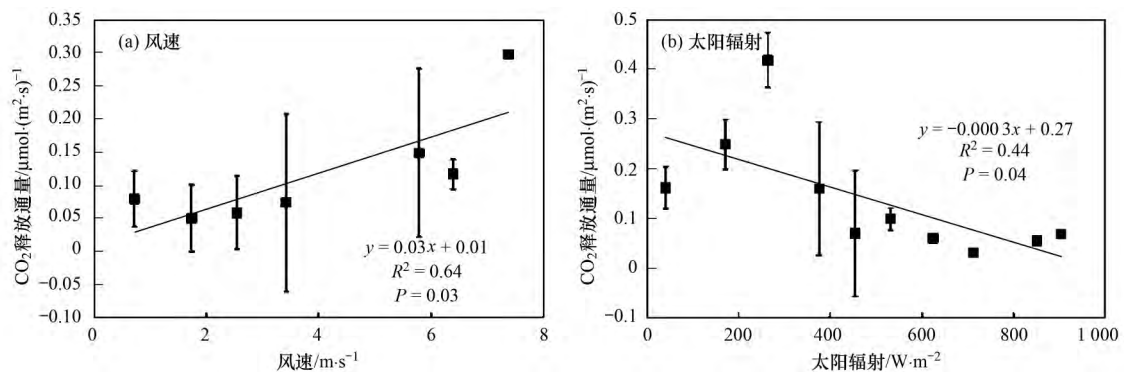 (a) 风速
CO₂释放通量/μmol·(m²·s)⁻¹
0.35
0.30
0.25
0.20
0.15
0.10
0.05
0
−0.05
−0.10
y = 0.03x + 0.01
R² = 0.64
P = 0.03
0 2 4 6 8
风速/m·s⁻¹
(b) 太阳辐射
CO₂释放通量/μmol·(m²·s)⁻¹
0.5
0.4
0.3
0.2
0.1
0
−0.1
y = −0.000 3x + 0.27
R² = 0.44
P = 0.04
0 200 400 600 800 1 000
太阳辐射/W·m⁻²